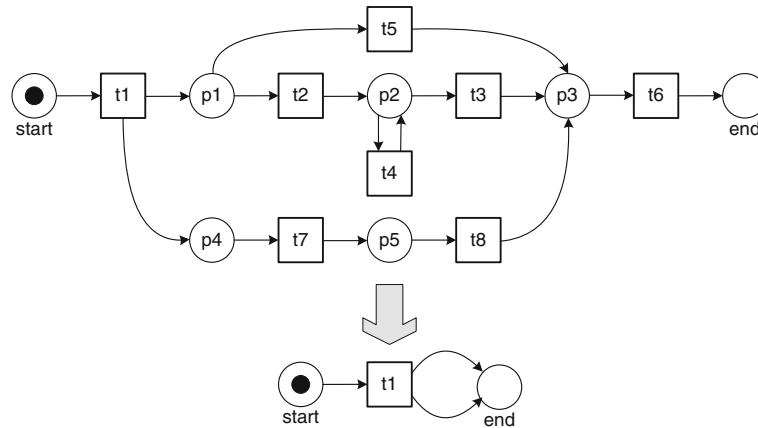 t5
t1 p1 t2 p2 t3 p3 t6
start end
t4
p4 t7 p5 t8
t1
start end